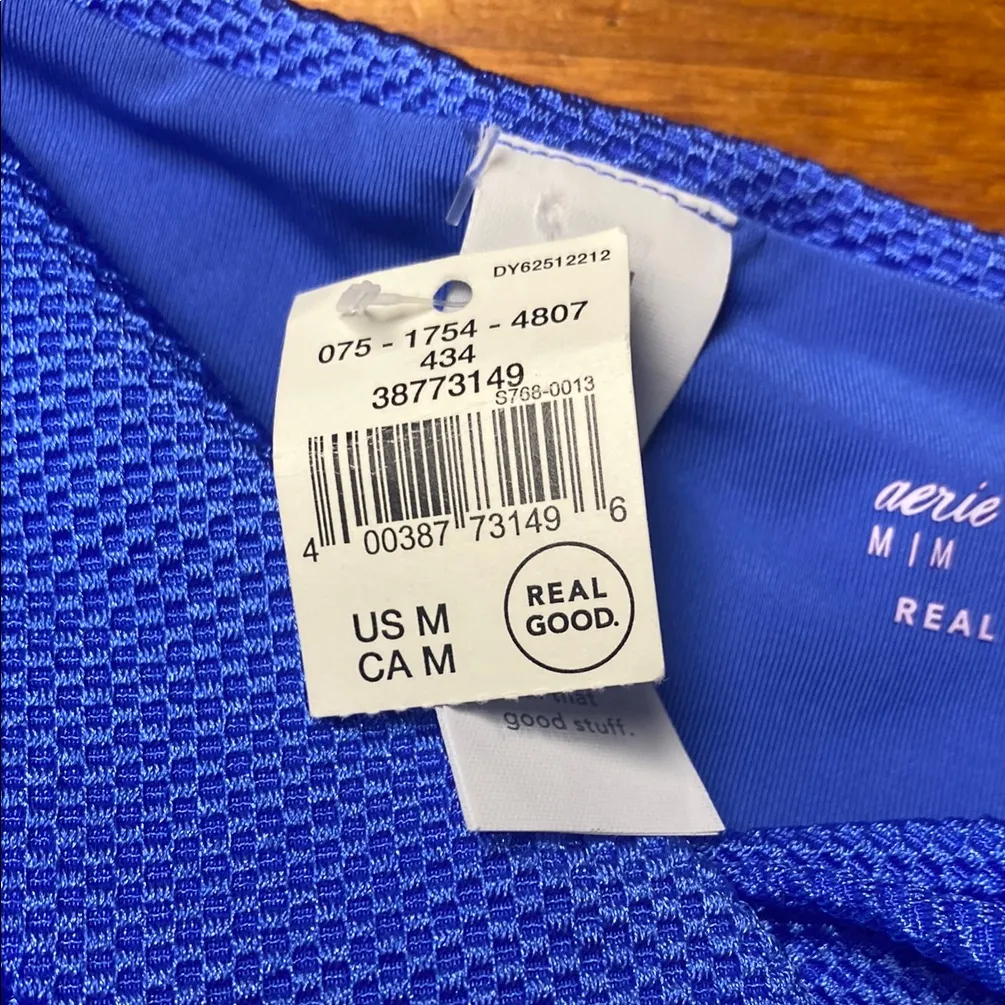 DY62512212
075 - 1754 - 4807
434
38773149
S768-0013
4 00387 73149 6
REAL
GOOD.
US M
CA M
that
good stuff.
aerie
M | M
REAL